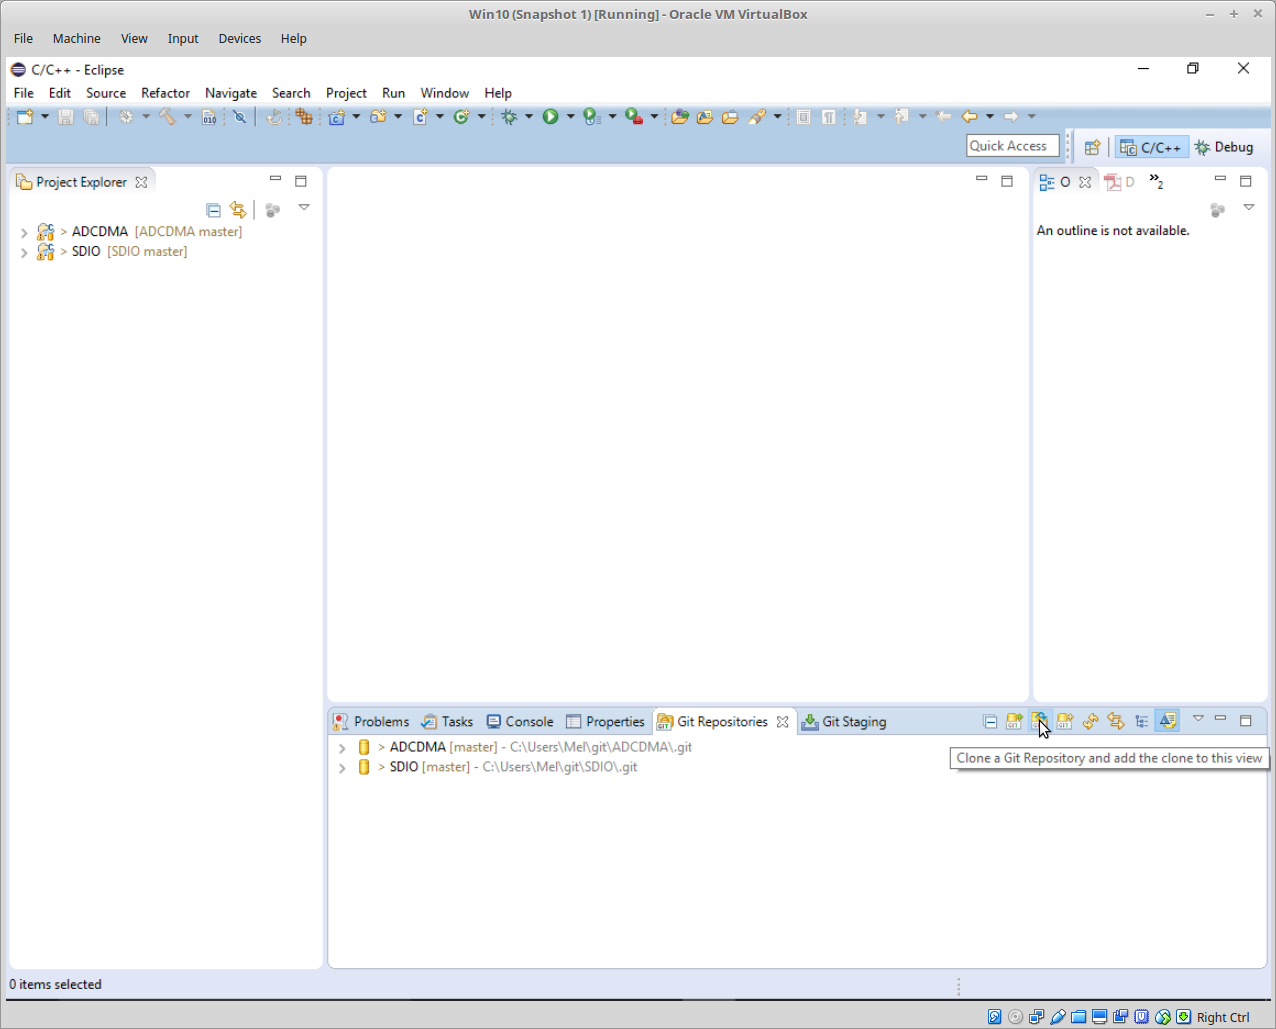 Win10 (Snapshot 1) [Running] - Oracle VM VirtualBox
File Machine View Input Devices Help
C/C++ - Eclipse
File Edit Source Refactor Navigate Search Project Run Window Help
010
Quick Access
C/C++ Debug
Project Explorer
O D »2
> ADCDMA [ADCDMA master]
> SDIO [SDIO master]
An outline is not available.
Problems Tasks Console Properties Git Repositories Git Staging
> ADCDMA [master] - C:\Users\Mel\git\ADCDMA\.git
> SDIO [master] - C:\Users\Mel\git\SDIO\.git
Clone a Git Repository and add the clone to this view
0 items selected
Right Ctrl